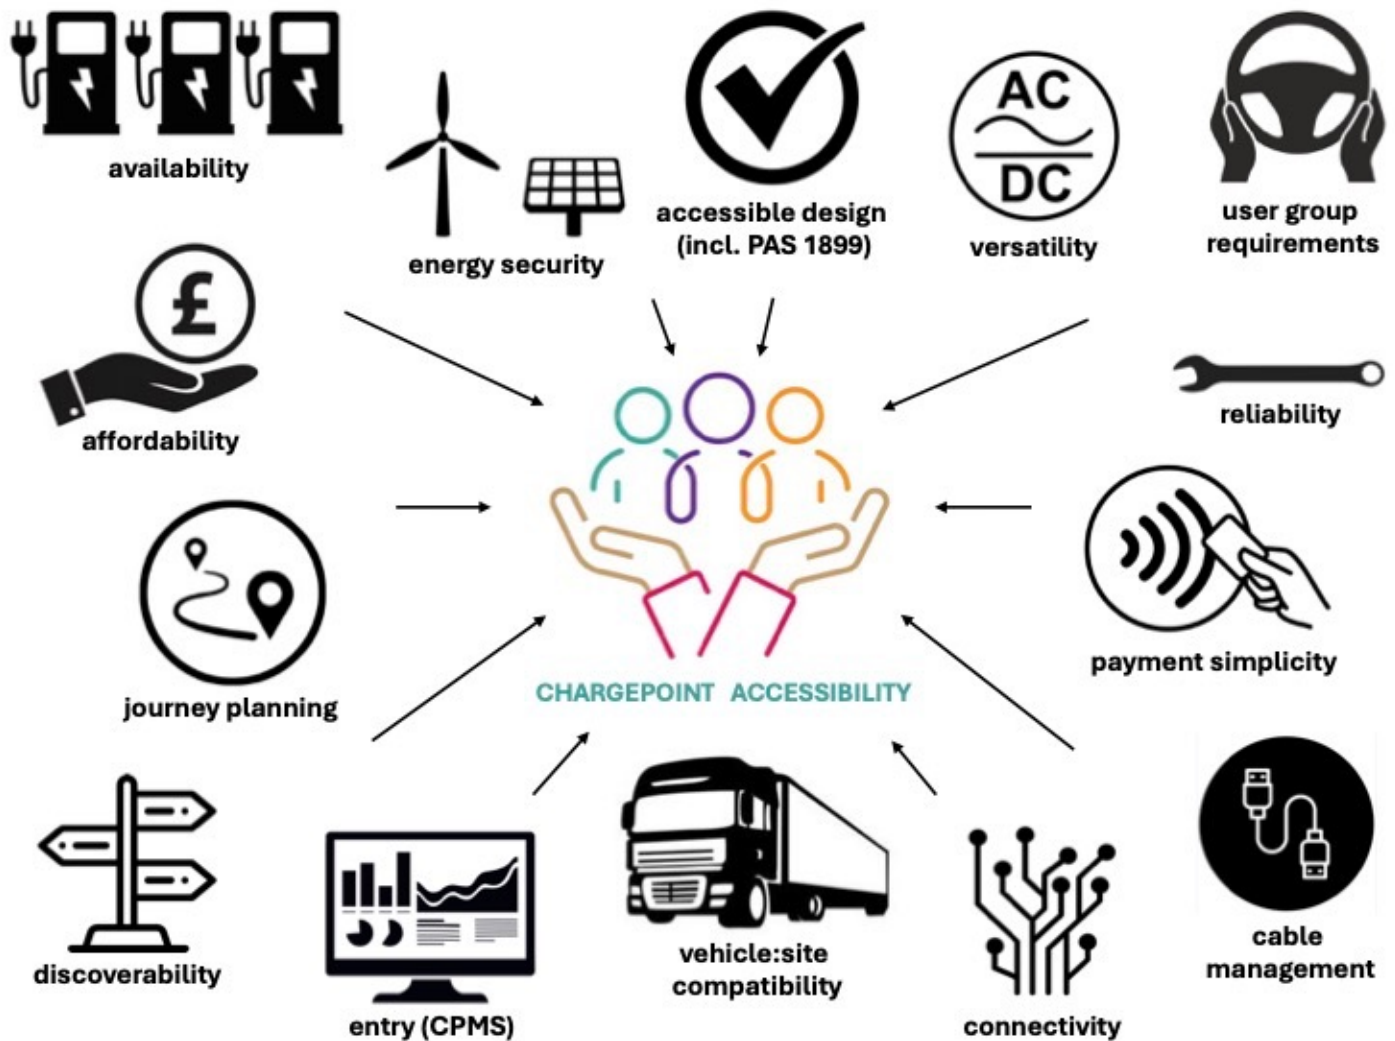 availability
energy security
accessible design
(incl. PAS 1899)
AC
DC
versatility
user group
requirements
£
affordability
reliability
journey planning
payment simplicity
CHARGEPOINT ACCESSIBILITY
discoverability
entry (CPMS)
vehicle:site
compatibility
connectivity
cable
management